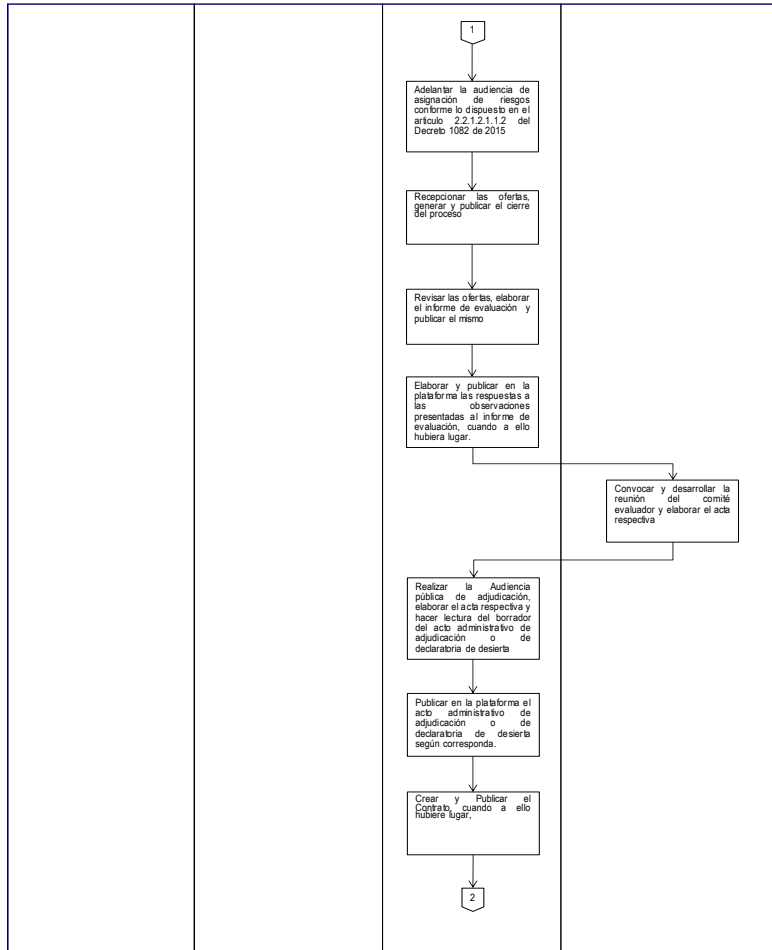 1
Adelantar la audiencia de
asignación de riesgos
conforme lo dispuesto en el
articulo 2.2.1.2.1.1.2 del
Decreto 1082 de 2015
Recepcionar las ofertas,
generar y publicar el cierre
del proceso
Revisar las ofertas, elaborar
el informe de evaluación y
publicar el mismo
Elaborar y publicar en la
plataforma las respuestas a
las observaciones
presentadas al informe de
evaluación, cuando a ello
hubiera lugar.
Convocar y desarrollar la
reunión del comité
evaluador y elaborar el acta
respectiva
Realizar la Audiencia
pública de adjudicación,
elaborar el acta respectiva y
hacer lectura del borrador
del acto administrativo de
adjudicación o de
declaratoria de desierta
Publicar en la plataforma el
acto administrativo de
adjudicación o de
declaratoria de desierta
según corresponda.
Crear y Publicar el
Contrato, cuando a ello
hubiere lugar,
2